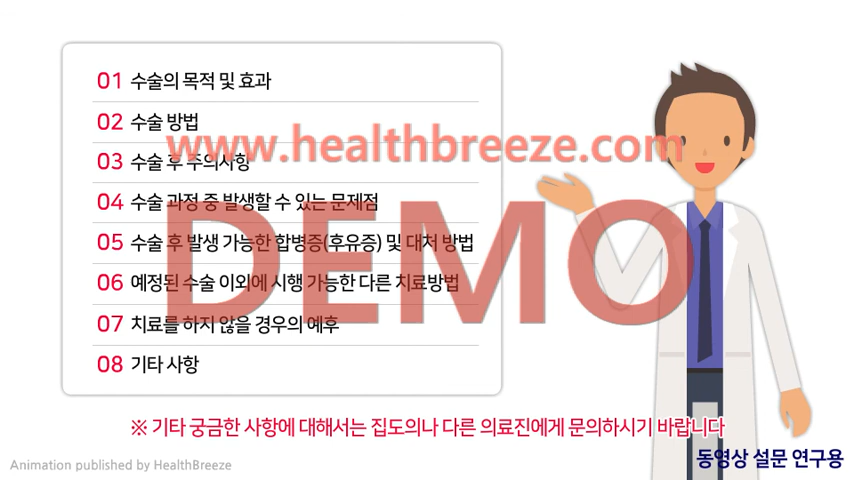 01 수술의 목적 및 효과
02 수술 방법
www.healthbreeze.com
03 수술 후 주의사항
04 수술 과정 중 발생할 수 있는 문제점
DEMO
05 수술 후 발생 가능한 합병증(후유증) 및 대처 방법
06 예정된 수술 이외에 시행 가능한 다른 치료방법
07 치료를 하지 않을 경우의 예후
08 기타 사항
※ 기타 궁금한 사항에 대해서는 집도의나 다른 의료진에게 문의하시기 바랍니다
Animation published by HealthBreeze
동영상 설문 연구용